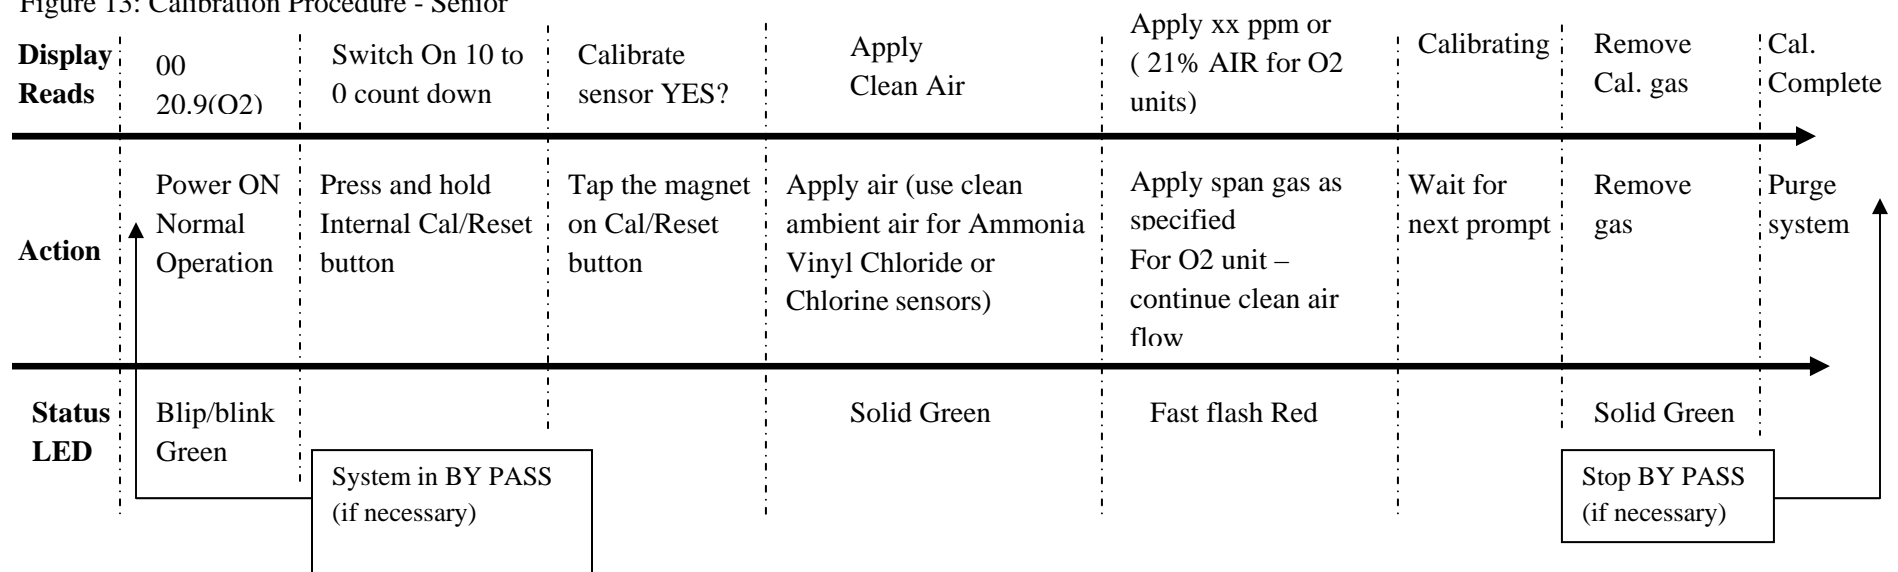 Figure 13: Calibration Procedure - Senior
Display
Reads
00
20.9(O2)
Switch On 10 to
0 count down
Calibrate
sensor YES?
Apply
Clean Air
Apply xx ppm or
( 21% AIR for O2
units)
Calibrating
Remove
Cal. gas
Cal.
Complete
Action
Power ON
Normal
Operation
Press and hold
Internal Cal/Reset
button
Tap the magnet
on Cal/Reset
button
Apply air (use clean
ambient air for Ammonia
Vinyl Chloride or
Chlorine sensors)
Apply span gas as
specified
For O2 unit –
continue clean air
flow
Wait for
next prompt
Remove
gas
Purge
system
Status
LED
Blip/blink
Green
Solid Green
Fast flash Red
Solid Green
System in BY PASS
(if necessary)
Stop BY PASS
(if necessary)